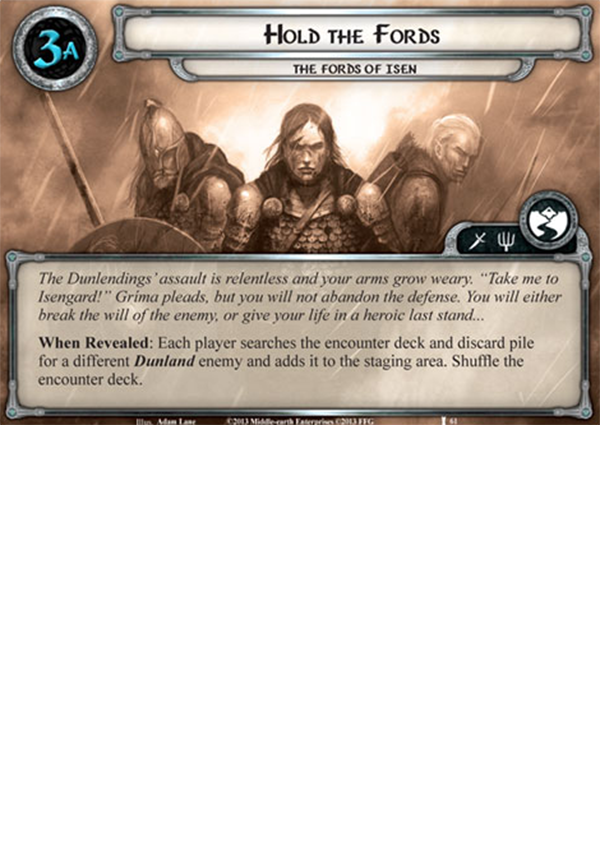 3A
Hold the Fords
The Fords of Isen
The Dunlendings' assault is relentless and your arms grow weary. "Take me to
Isengard!" Gríma pleads, but you will not abandon the defense. You will either
break the will of the enemy, or give your life in a heroic last stand...
When Revealed: Each player searches the encounter deck and discard pile
for a different Dunland enemy and adds it to the staging area. Shuffle the
encounter deck.
Illus. Adam Lane ©2013 Middle-earth Enterprises ©2013 FFG 61